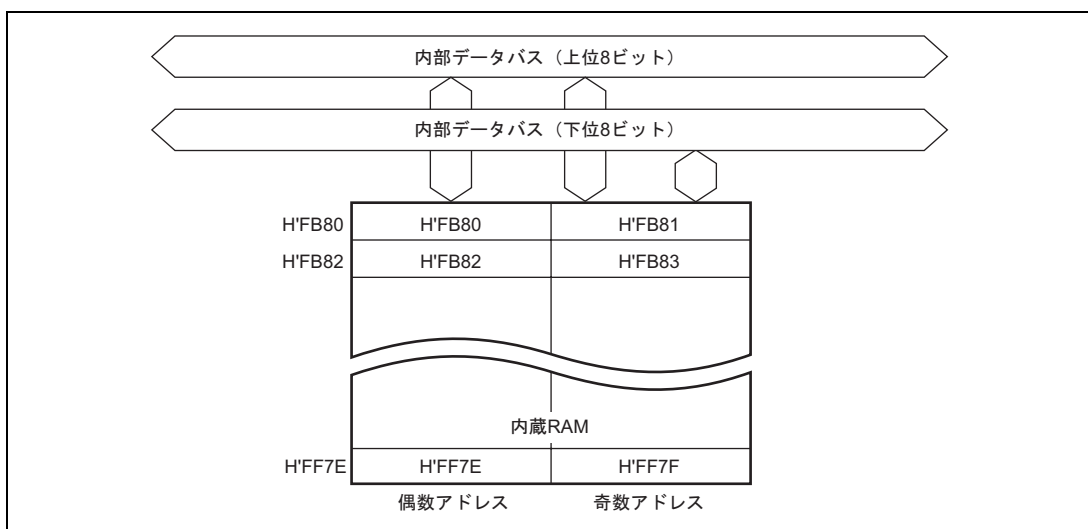 内部データバス（上位8ビット）
内部データバス（下位8ビット）
H'FB80 H'FB80 H'FB81
H'FB82 H'FB82 H'FB83
内蔵RAM
H'FF7E H'FF7E H'FF7F
偶数アドレス 奇数アドレス